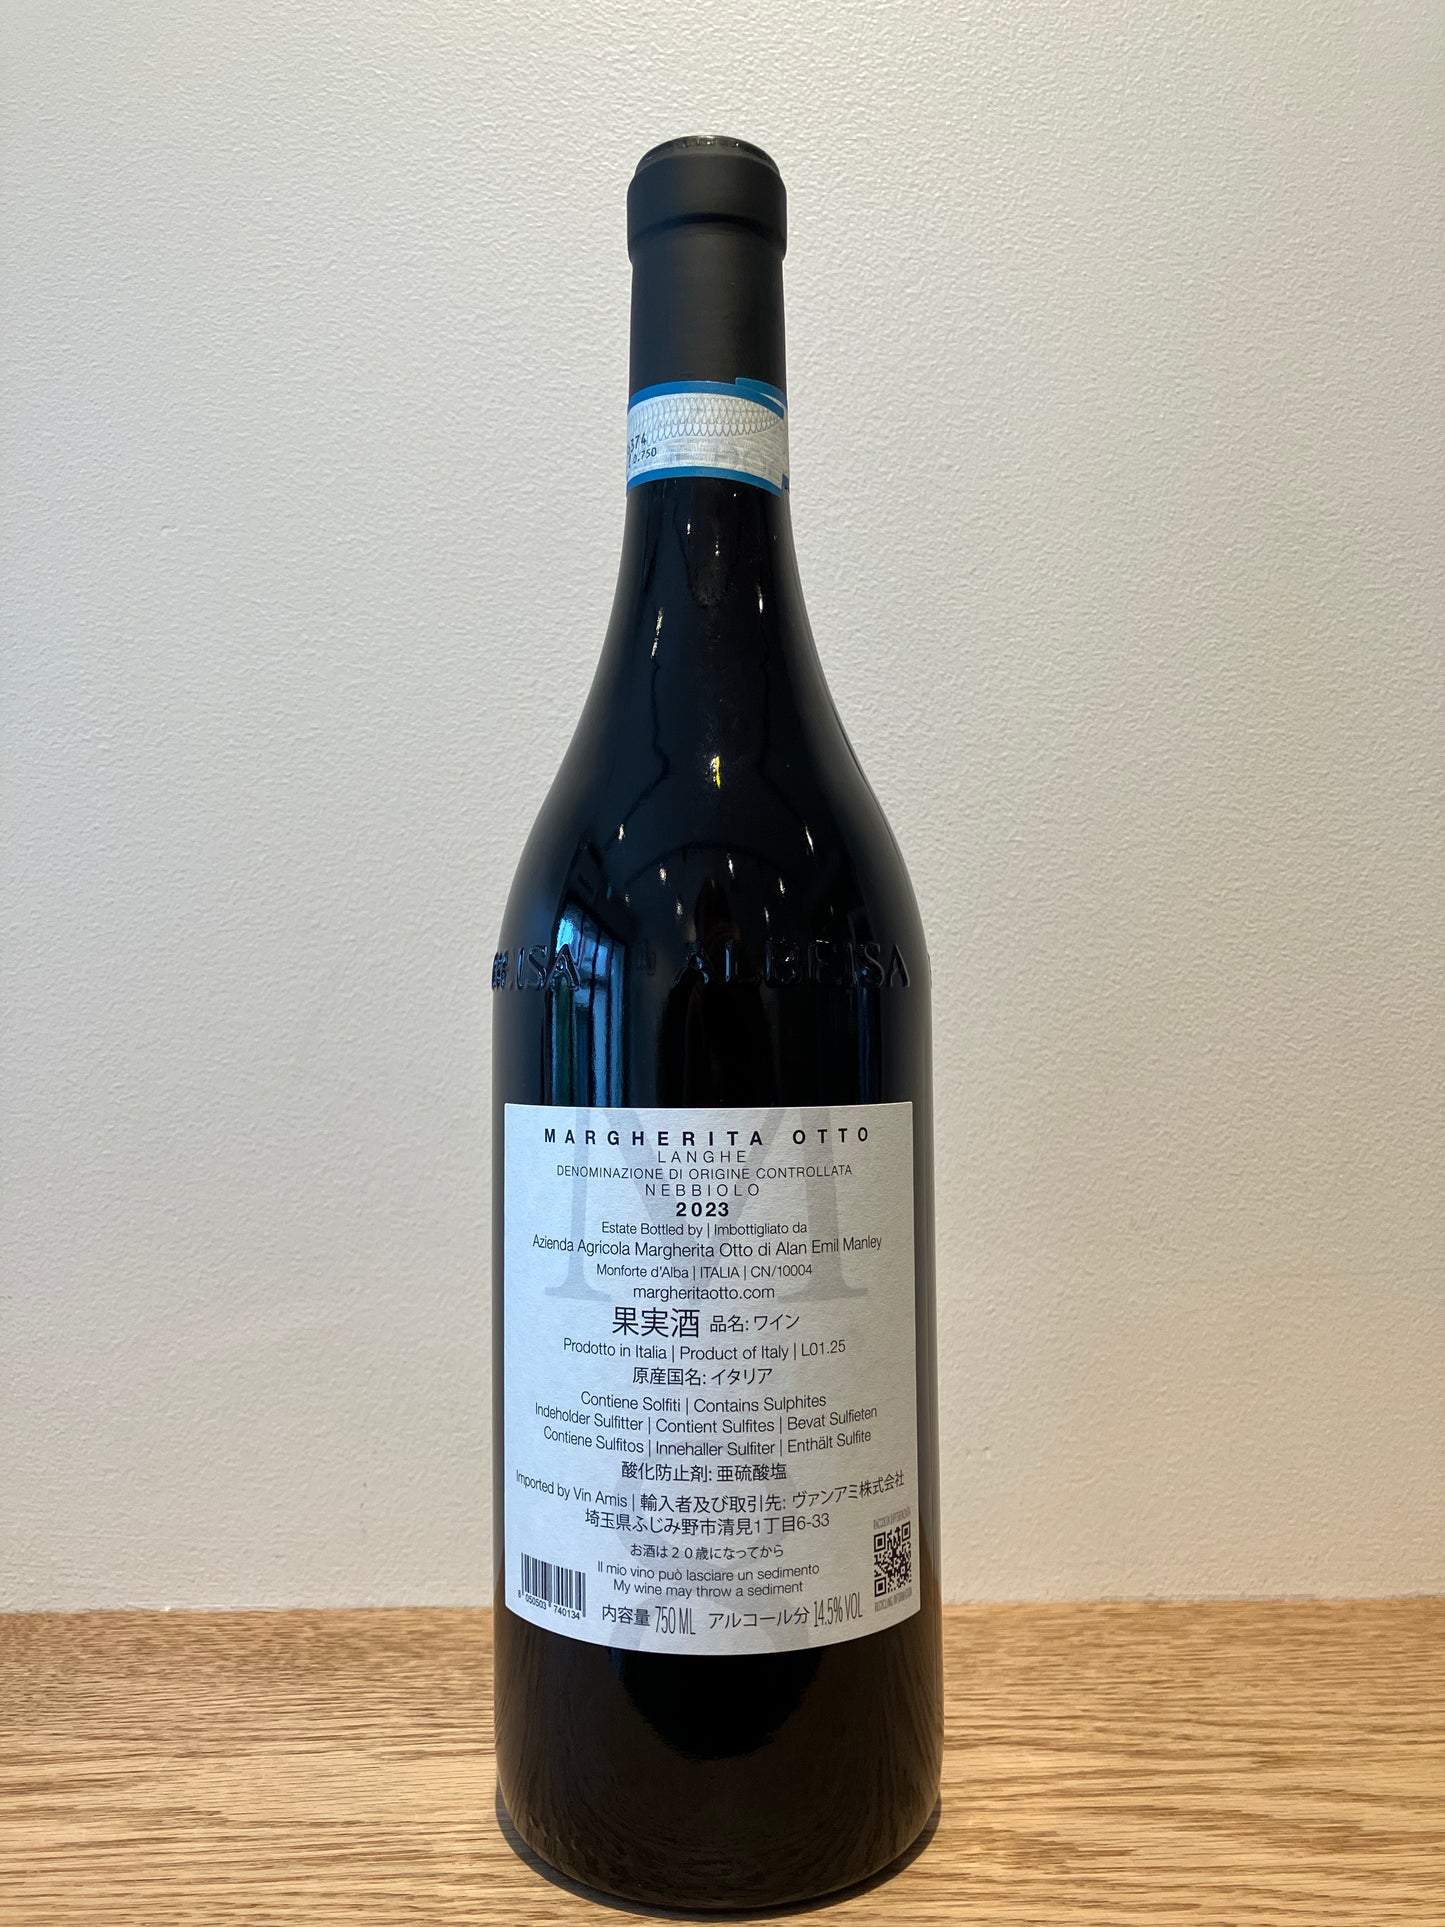 374
0.750
ALBEISA
MARGHERITA OTTO
LANGHE
DENOMINAZIONE DI ORIGINE CONTROLLATA
NEBBIOLO
2023
Estate Bottled by | Imbottigliato da
Azienda Agricola Margherita Otto di Alan Emil Manley
Monforte d'Alba | ITALIA | CN/10004
margheritaotto.com
果実酒 品名: ワイン
Prodotto in Italia | Product of Italy | L01.25
原産国名: イタリア
Contiene Solfiti | Contains Sulphites
Indeholder Sulfitter | Contient Sulfites | Bevat Sulfieten
Contiene Sulfitos | Innehaller Sulfiter | Enthält Sulfite
酸化防止剤: 亜硫酸塩
Imported by Vin Amis | 輸入者及び取引先: ヴァンアミ株式会社
埼玉県ふじみ野市清見1丁目6-33
お酒は20歳になってから
Il mio vino può lasciare un sedimento
My wine may throw a sediment
8 050503 740134
内容量 750 ML アルコール分 14.5% VOL
RECYCLING INFORMATION